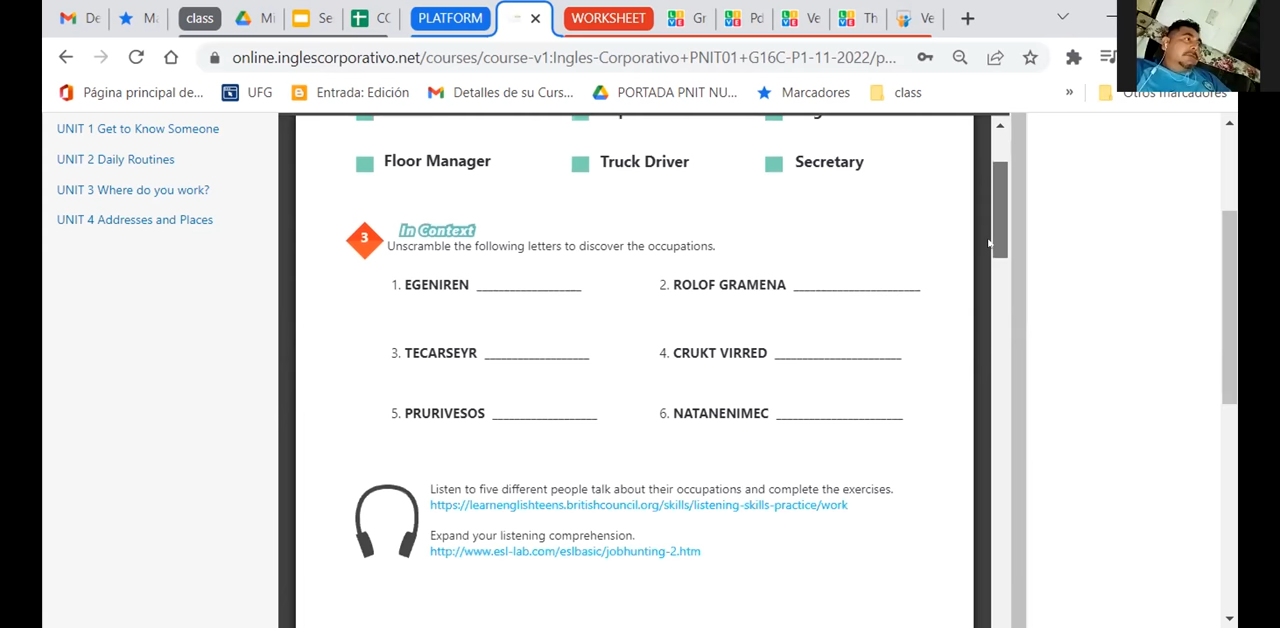 class
PLATFORM
WORKSHEET
online.inglescorporativo.net/courses/course-v1:Ingles-Corporativo+PNIT01+G16C-P1-11-2022/p...
Página principal de...
UFG
Entrada: Edición
Detalles de su Curs...
PORTADA PNIT NU...
Marcadores
class
»
Otros marcadores
UNIT 1 Get to Know Someone
UNIT 2 Daily Routines
UNIT 3 Where do you work?
UNIT 4 Addresses and Places
Floor Manager
Truck Driver
Secretary
3
In Context
Unscramble the following letters to discover the occupations.
1. EGENIREN __________________
2. ROLOF GRAMENA ______________________
3. TECARSEYR __________________
4. CRUKT VIRRED ______________________
5. PRURIVESOS __________________
6. NATANENIMEC ______________________
Listen to five different people talk about their occupations and complete the exercises.
https://learnenglishteens.britishcouncil.org/skills/listening-skills-practice/work
Expand your listening comprehension.
http://www.esl-lab.com/eslbasic/jobhunting-2.htm